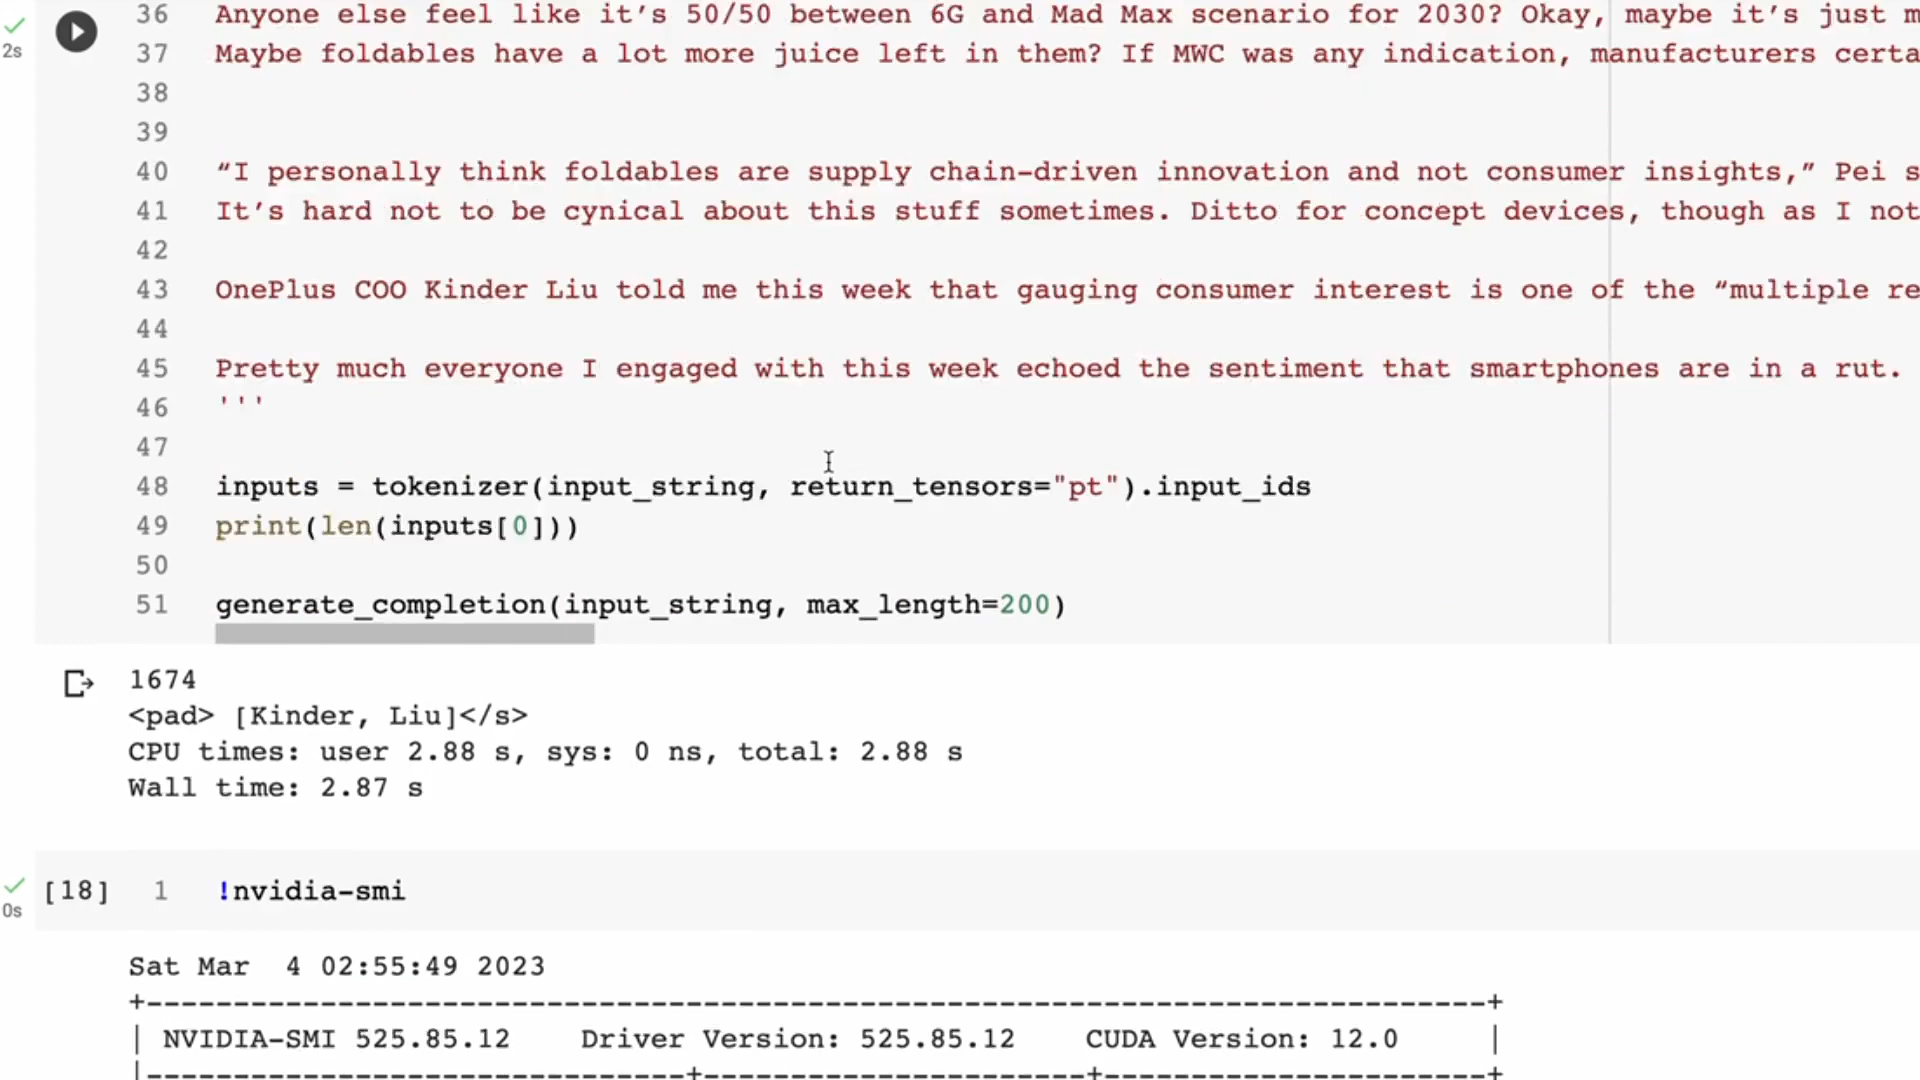 36 Anyone else feel like it’s 50/50 between 6G and Mad Max scenario for 2030? Okay, maybe it’s just m
2s
37 Maybe foldables have a lot more juice left in them? If MWC was any indication, manufacturers certa
38
39
40 “I personally think foldables are supply chain-driven innovation and not consumer insights,” Pei s
41 It’s hard not to be cynical about this stuff sometimes. Ditto for concept devices, though as I not
42
43 OnePlus COO Kinder Liu told me this week that gauging consumer interest is one of the “multiple re
44
45 Pretty much everyone I engaged with this week echoed the sentiment that smartphones are in a rut.
46 '''
47
48 inputs = tokenizer(input_string, return_tensors="pt").input_ids
49 print(len(inputs[0]))
50
51 generate_completion(input_string, max_length=200)
1674
<pad> [Kinder, Liu]</s>
CPU times: user 2.88 s, sys: 0 ns, total: 2.88 s
Wall time: 2.87 s
[18] 1 !nvidia-smi
0s
Sat Mar  4 02:55:49 2023
+-----------------------------------------------------------------------------+
| NVIDIA-SMI 525.85.12    Driver Version: 525.85.12    CUDA Version: 12.0     |
|-------------------------------+----------------------+----------------------+